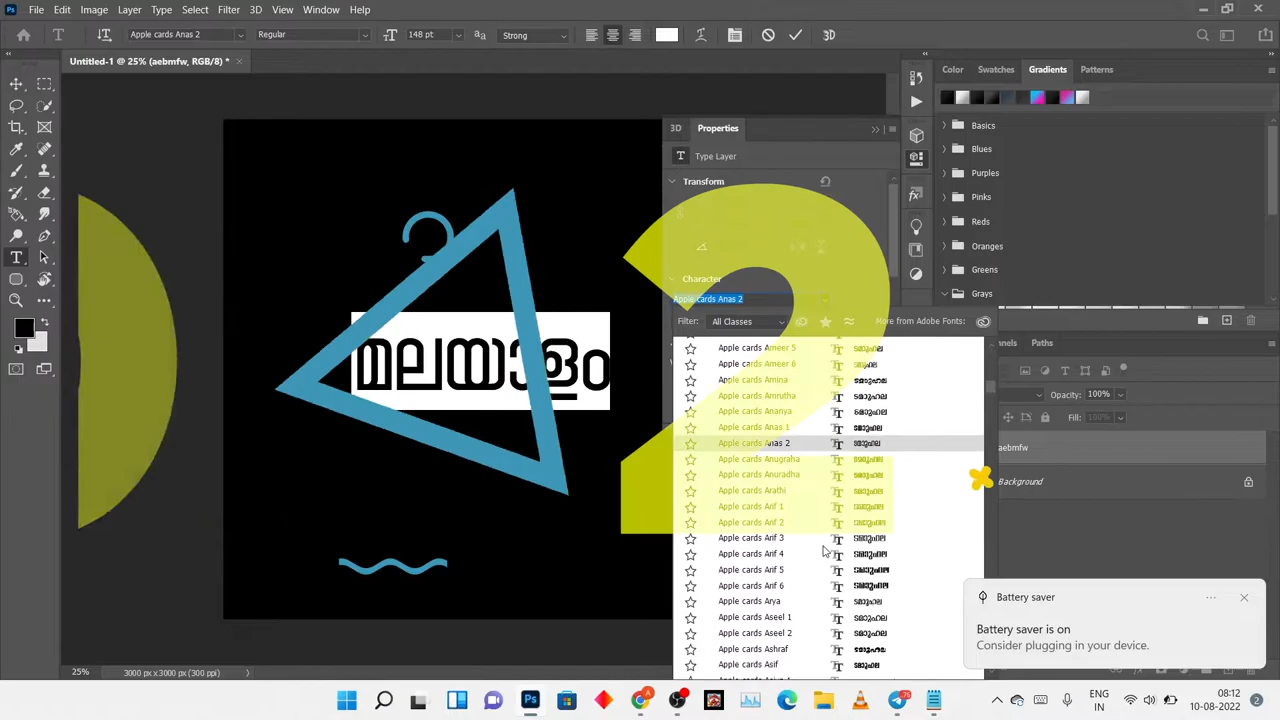 Ps File Edit Image Layer Type Select Filter 3D View Window Help
Apple cards Anas 2 Regular 148 pt Strong 3D
Untitled-1 @ 25% (aebmfw, RGB/8) *
Color Swatches Gradients Patterns
3D Properties
Type Layer
Transform
Character
Apple cards Anas 2
Filter: All Classes More from Adobe Fonts:
Basics
Blues
Purples
Pinks
Reds
Oranges
Greens
Grays
മലയാളം
2
Apple cards Ameer 5
Apple cards Ameer 6
Apple cards Amina
Apple cards Amrutha
Apple cards Ananya
Apple cards Anas 1
Apple cards Anas 2
Apple cards Anugraha
Apple cards Anuradha
Apple cards Arathi
Apple cards Arif 1
Apple cards Arif 2
Apple cards Arif 3
Apple cards Arif 4
Apple cards Arif 5
Apple cards Arif 6
Apple cards Arya
Apple cards Aseel 1
Apple cards Aseel 2
Apple cards Ashraf
Apple cards Asif
Paths
Opacity: 100%
Fill: 100%
aebmfw
Background
Battery saver
Battery saver is on
Consider plugging in your device.
25% 3000 px x 3000 px (300 ppi)
ENG
IN
08:12
10-08-2022